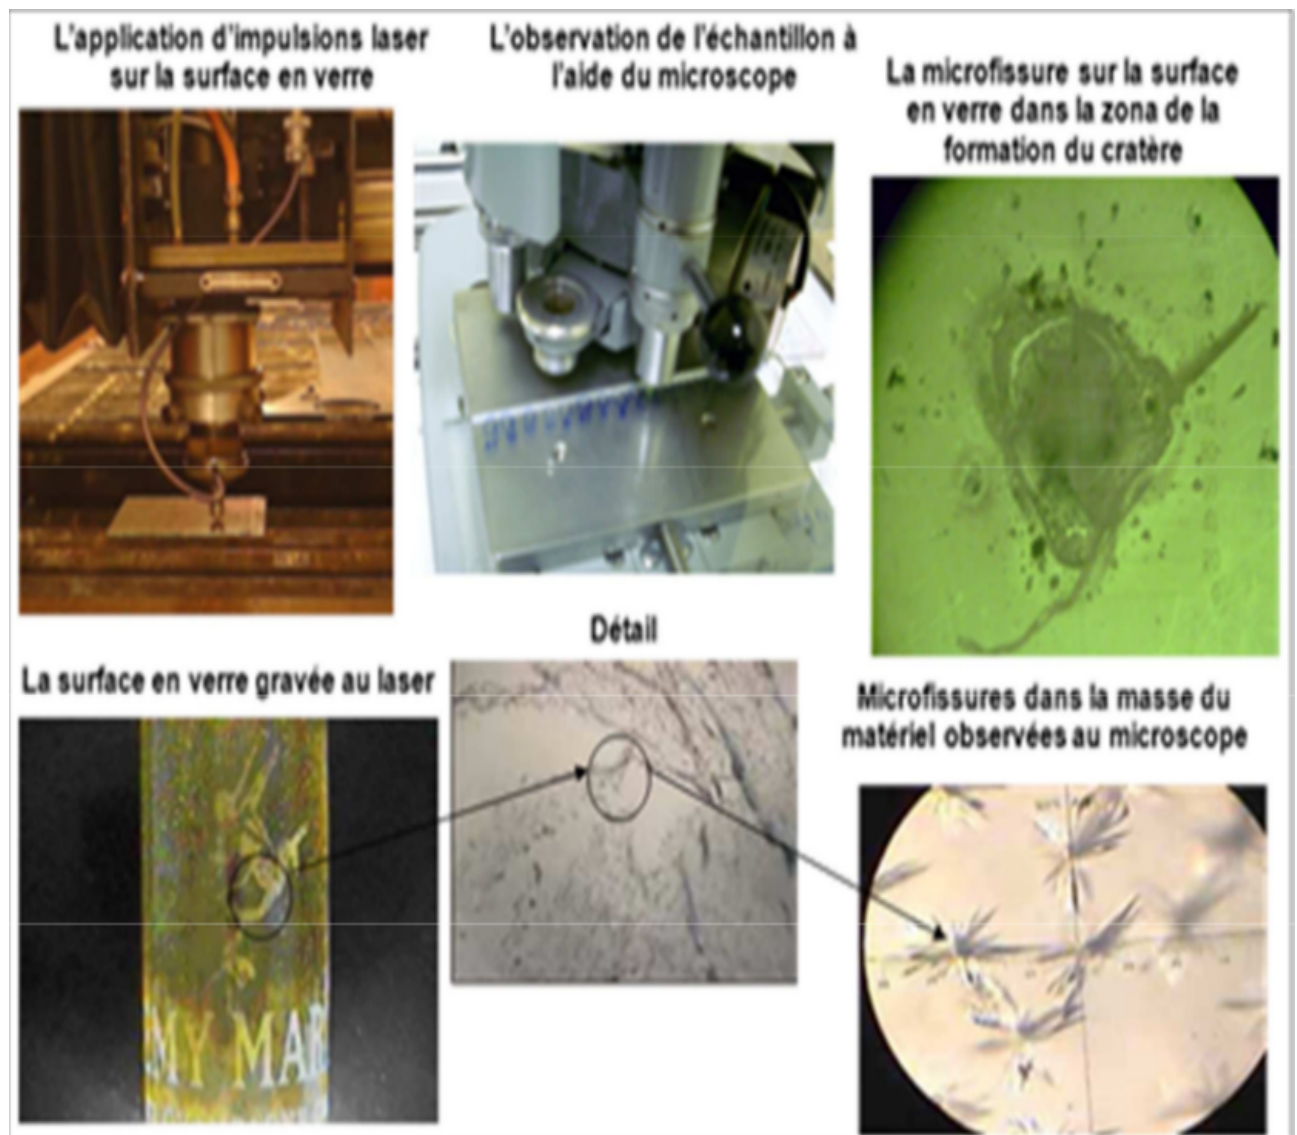 L'application d'impulsions laser
sur la surface en verre
L'observation de l'échantillon à
l'aide du microscope
La microfissure sur la surface
en verre dans la zona de la
formation du cratère
Détail
La surface en verre gravée au laser
Microfissures dans la masse du
matériel observées au microscope
MY MAR